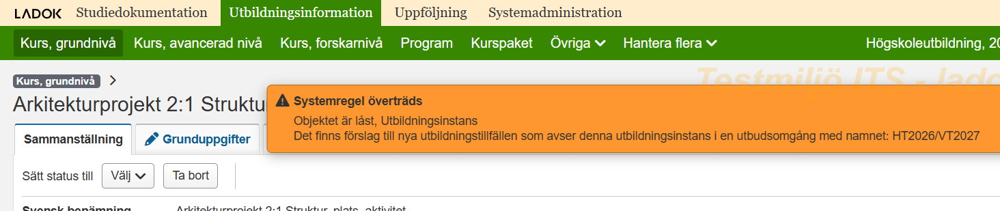 LADOK Studiedokumentation Utbildningsinformation Uppföljning Systemadministration
Kurs, grundnivå Kurs, avancerad nivå Kurs, forskarnivå Program Kurspaket Övriga Hantera flera Högskoleutbildning, 20
Kurs, grundnivå
Testmiljö ITS - lado
Arkitekturprojekt 2:1 Struktu
Systemregel överträds
Objektet är låst, Utbildningsinstans
Det finns förslag till nya utbildningstillfällen som avser denna utbildningsinstans i en utbudsomgång med namnet: HT2026/VT2027
Sammanställning Grunduppgifter
Sätt status till Välj Ta bort
Svensk benämning Arkitekturprojekt 2:1 Struktur, plats, aktivitet